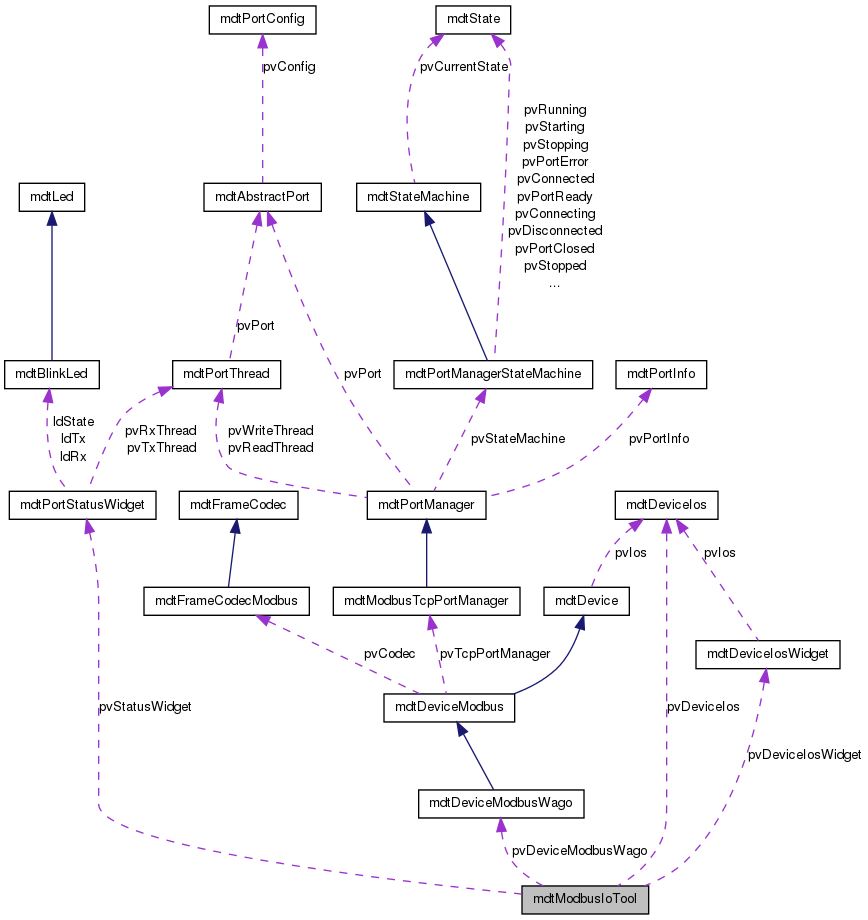 mdtPortConfig
mdtState
pvConfig
pvCurrentState
pvRunning
pvStarting
pvStopping
pvPortError
pvConnected
pvPortReady
pvConnecting
pvDisconnected
pvPortClosed
pvStopped
...
mdtLed
mdtAbstractPort
mdtStateMachine
pvPort
mdtBlinkLed
mdtPortThread
pvPort
mdtPortManagerStateMachine
mdtPortInfo
ldState
ldTx
ldRx
pvRxThread
pvTxThread
pvWriteThread
pvReadThread
pvStateMachine
pvPortInfo
mdtPortStatusWidget
mdtFrameCodec
mdtPortManager
mdtDeviceIos
pvIos
pvIos
mdtFrameCodecModbus
mdtModbusTcpPortManager
mdtDevice
pvCodec
pvTcpPortManager
mdtDeviceIosWidget
pvStatusWidget
mdtDeviceModbus
pvDeviceIos
pvDeviceIosWidget
mdtDeviceModbusWago
pvDeviceModbusWago
mdtModbusIoTool